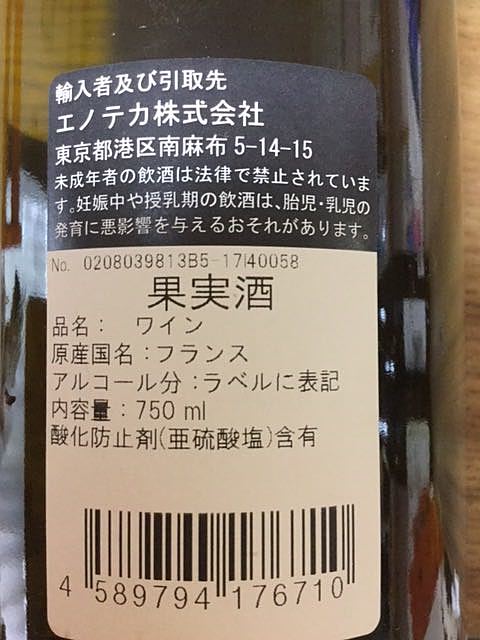 輸入者及び引取先
エノテカ株式会社
東京都港区南麻布 5-14-15
未成年者の飲酒は法律で禁止されていま
す。妊娠中や授乳期の飲酒は、胎児・乳児の
発育に悪影響を与えるおそれがあります。
No. 0208039813B5-17|40058
果実酒
品名： ワイン
原産国名：フランス
アルコール分：ラベルに表記
内容量：750 ml
酸化防止剤(亜硫酸塩)含有
4 589794 176710